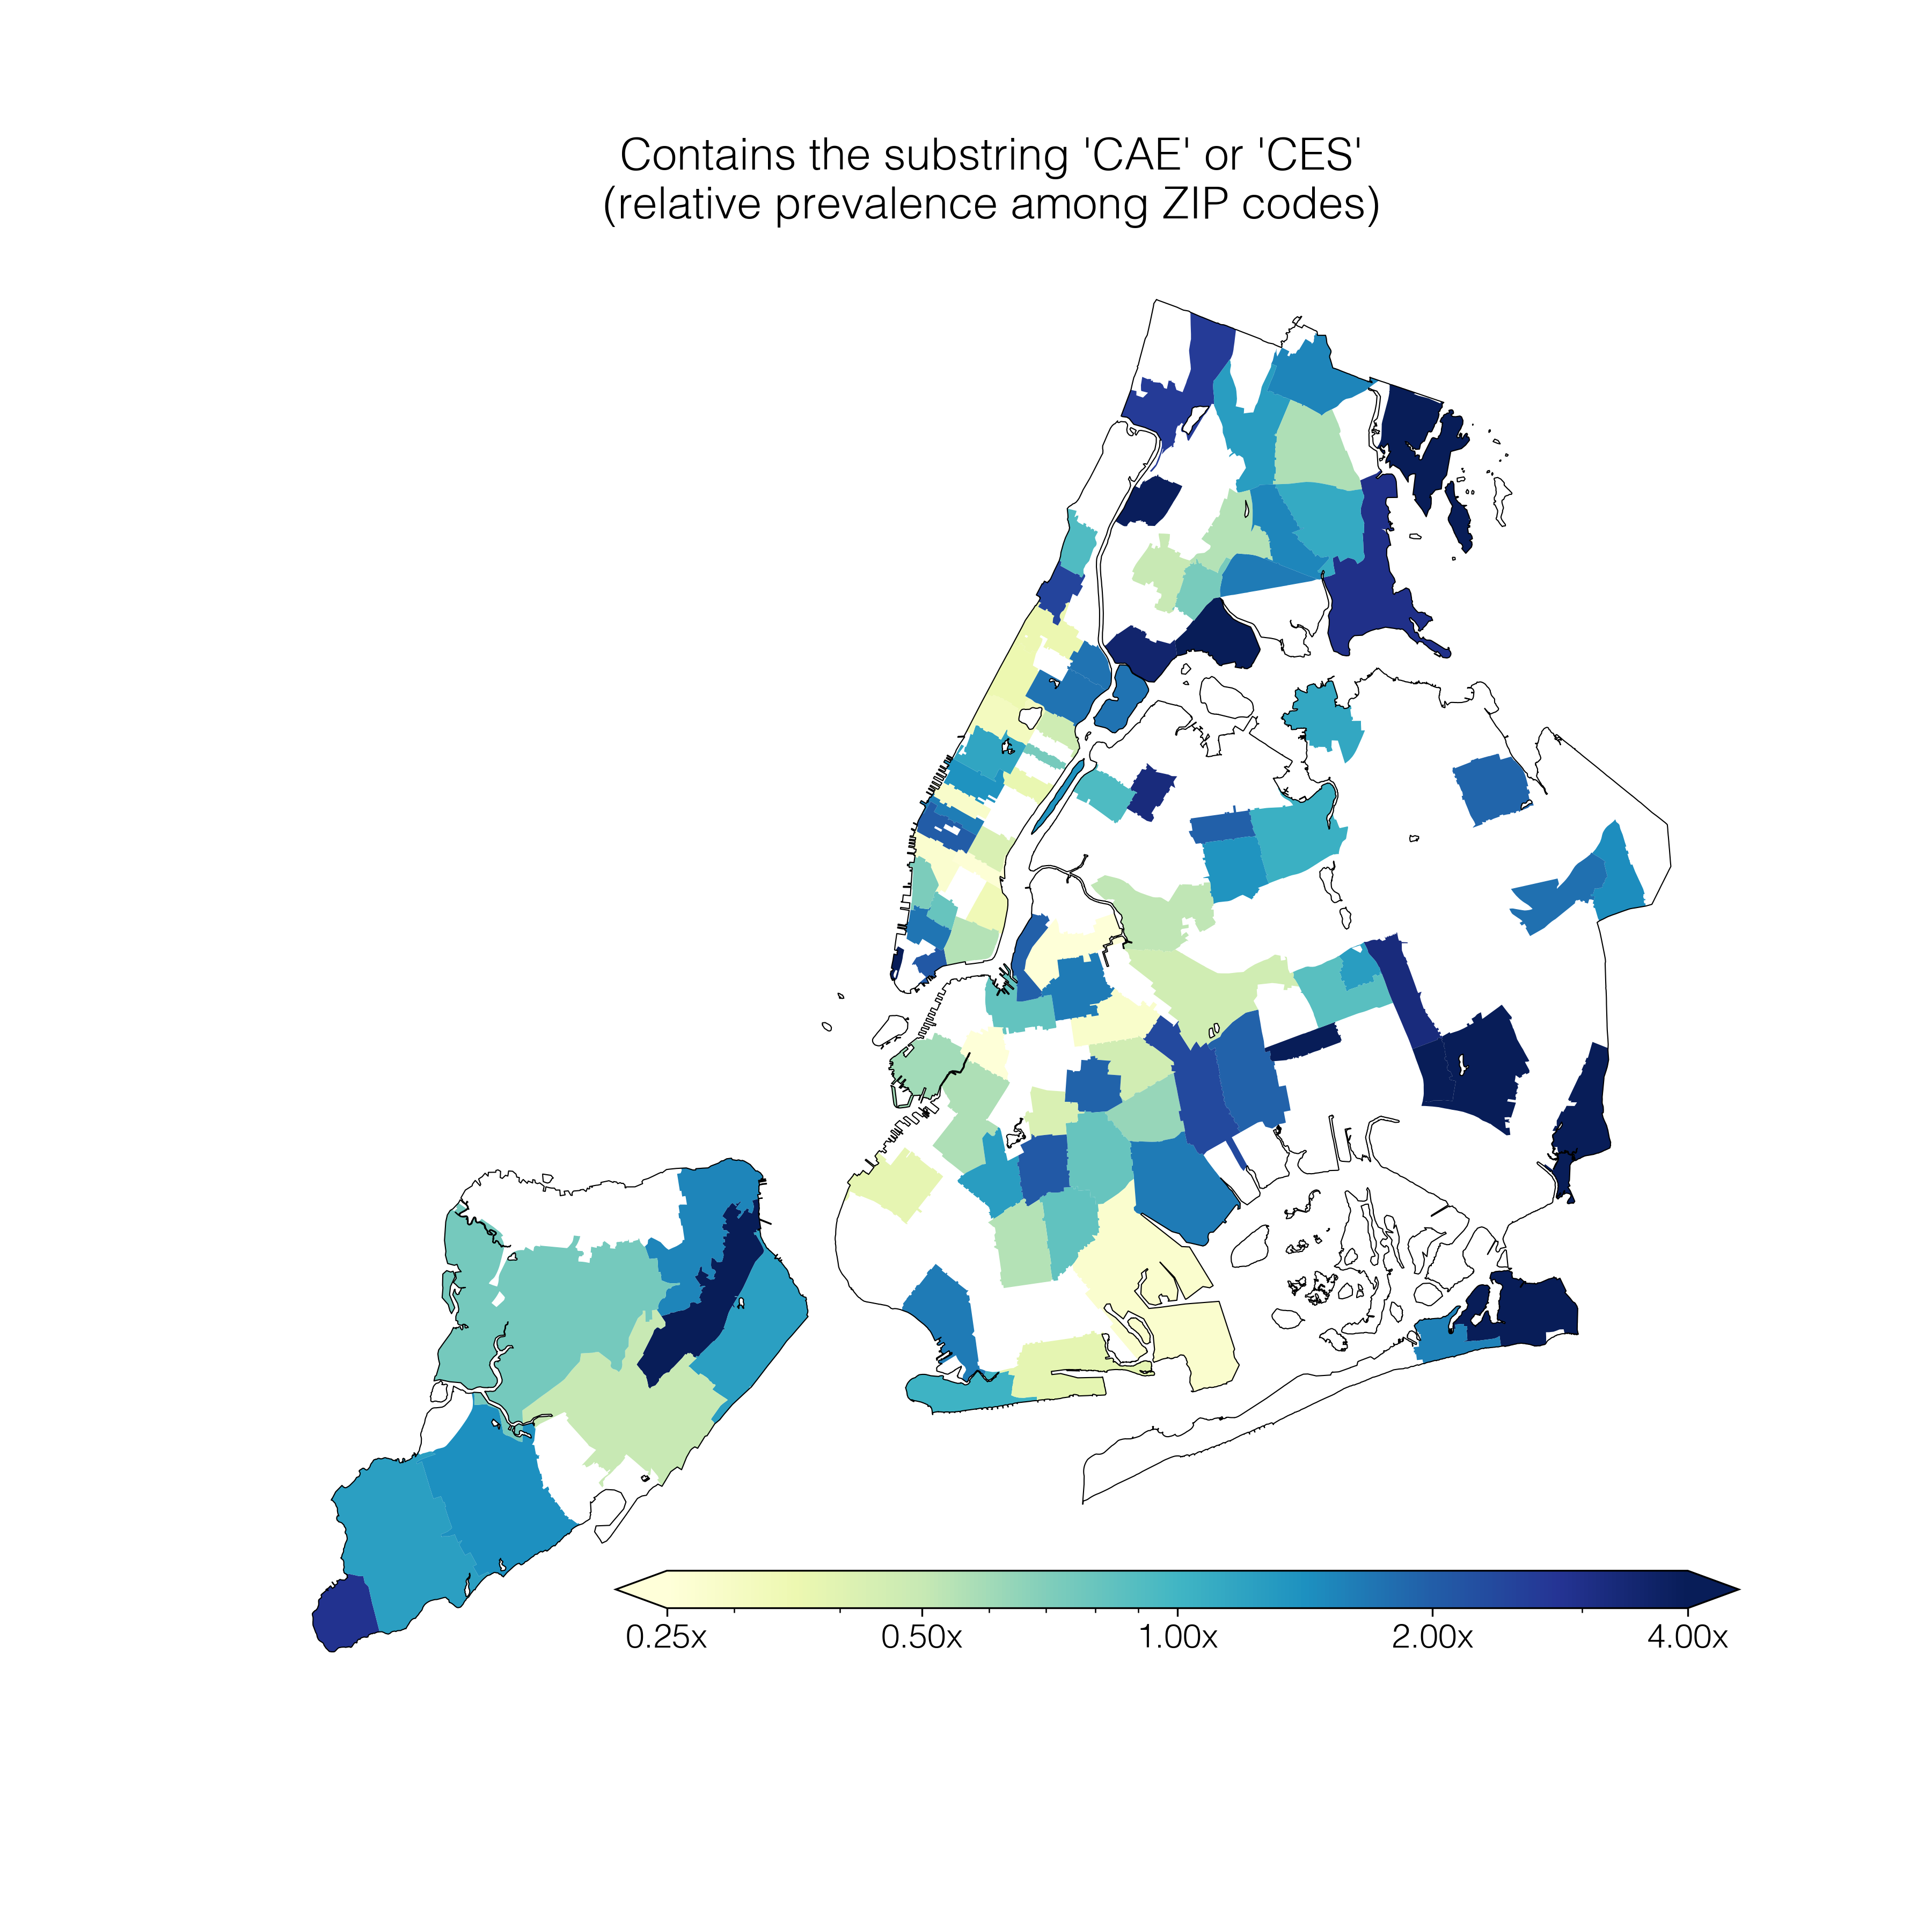 Contains the substring 'CAE' or 'CES'
(relative prevalence among ZIP codes)
0.25x 0.50x 1.00x 2.00x 4.00x